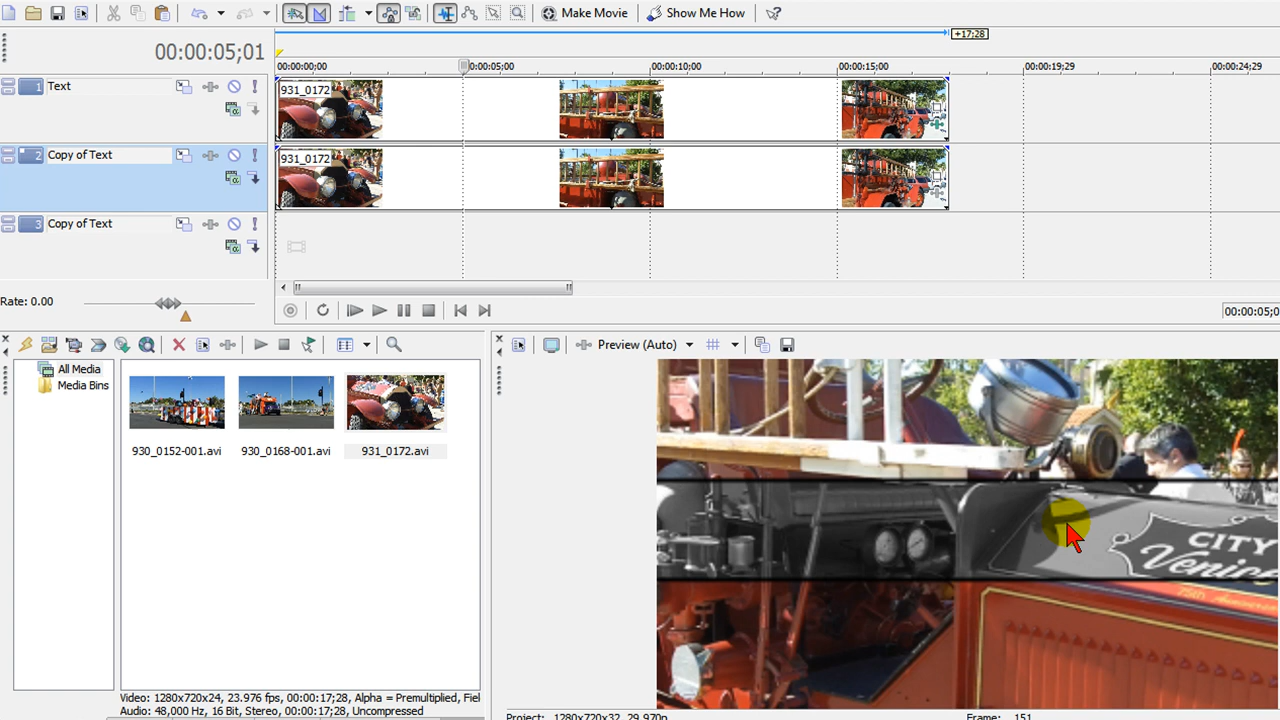 Make Movie
Show Me How
00:00:05;01
+17:28
00:00:00;00
00:00:05;00
00:00:10;00
00:00:15;00
00:00:19;29
00:00:24;29
1 Text
931_0172
2 Copy of Text
931_0172
3 Copy of Text
Rate: 0.00
00:00:05;0
Preview (Auto)
All Media
Media Bins
930_0152-001.avi
930_0168-001.avi
931_0172.avi
CITY
Venice
75th
Video: 1280x720x24, 23.976 fps, 00:00:17;28, Alpha = Premultiplied, Fiel
Audio: 48,000 Hz, 16 Bit, Stereo, 00:00:17;28, Uncompressed
Project: 1280x720x32, 29.970p
Frame: 151